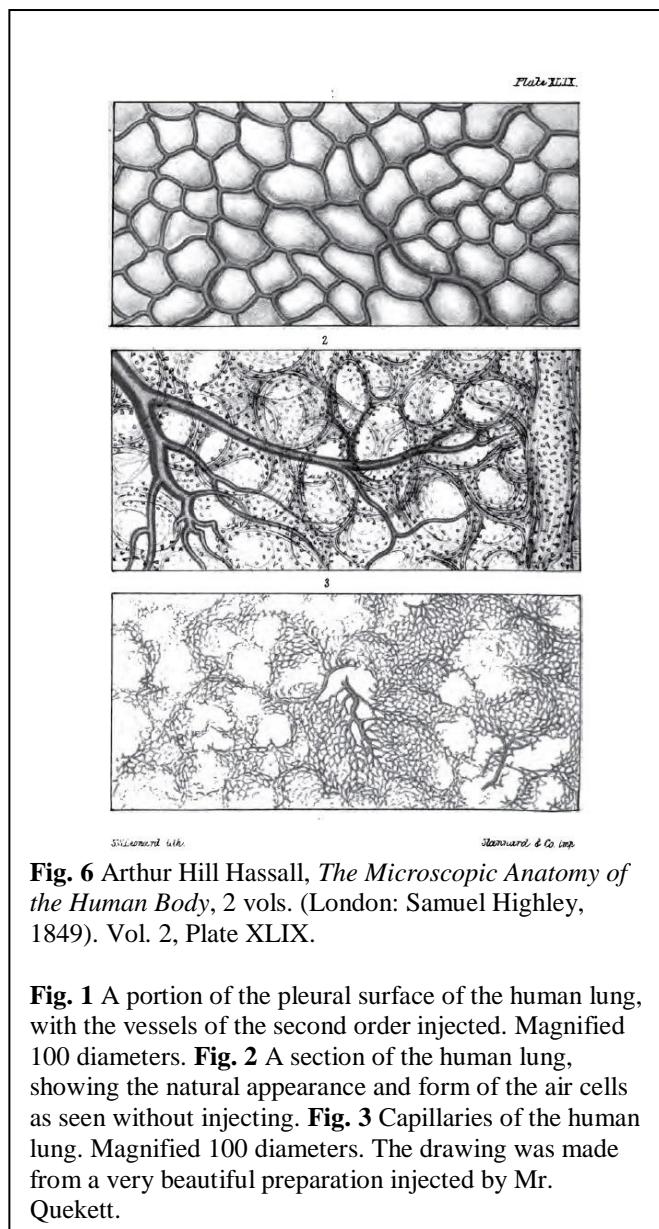 Plate XLIX.
1
2
3
Leonard lith.
Stannard & Co. imp
Fig. 6 Arthur Hill Hassall, The Microscopic Anatomy of
the Human Body, 2 vols. (London: Samuel Highley,
1849). Vol. 2, Plate XLIX.
Fig. 1 A portion of the pleural surface of the human lung,
with the vessels of the second order injected. Magnified
100 diameters. Fig. 2 A section of the human lung,
showing the natural appearance and form of the air cells
as seen without injecting. Fig. 3 Capillaries of the human
lung. Magnified 100 diameters. The drawing was made
from a very beautiful preparation injected by Mr.
Quekett.